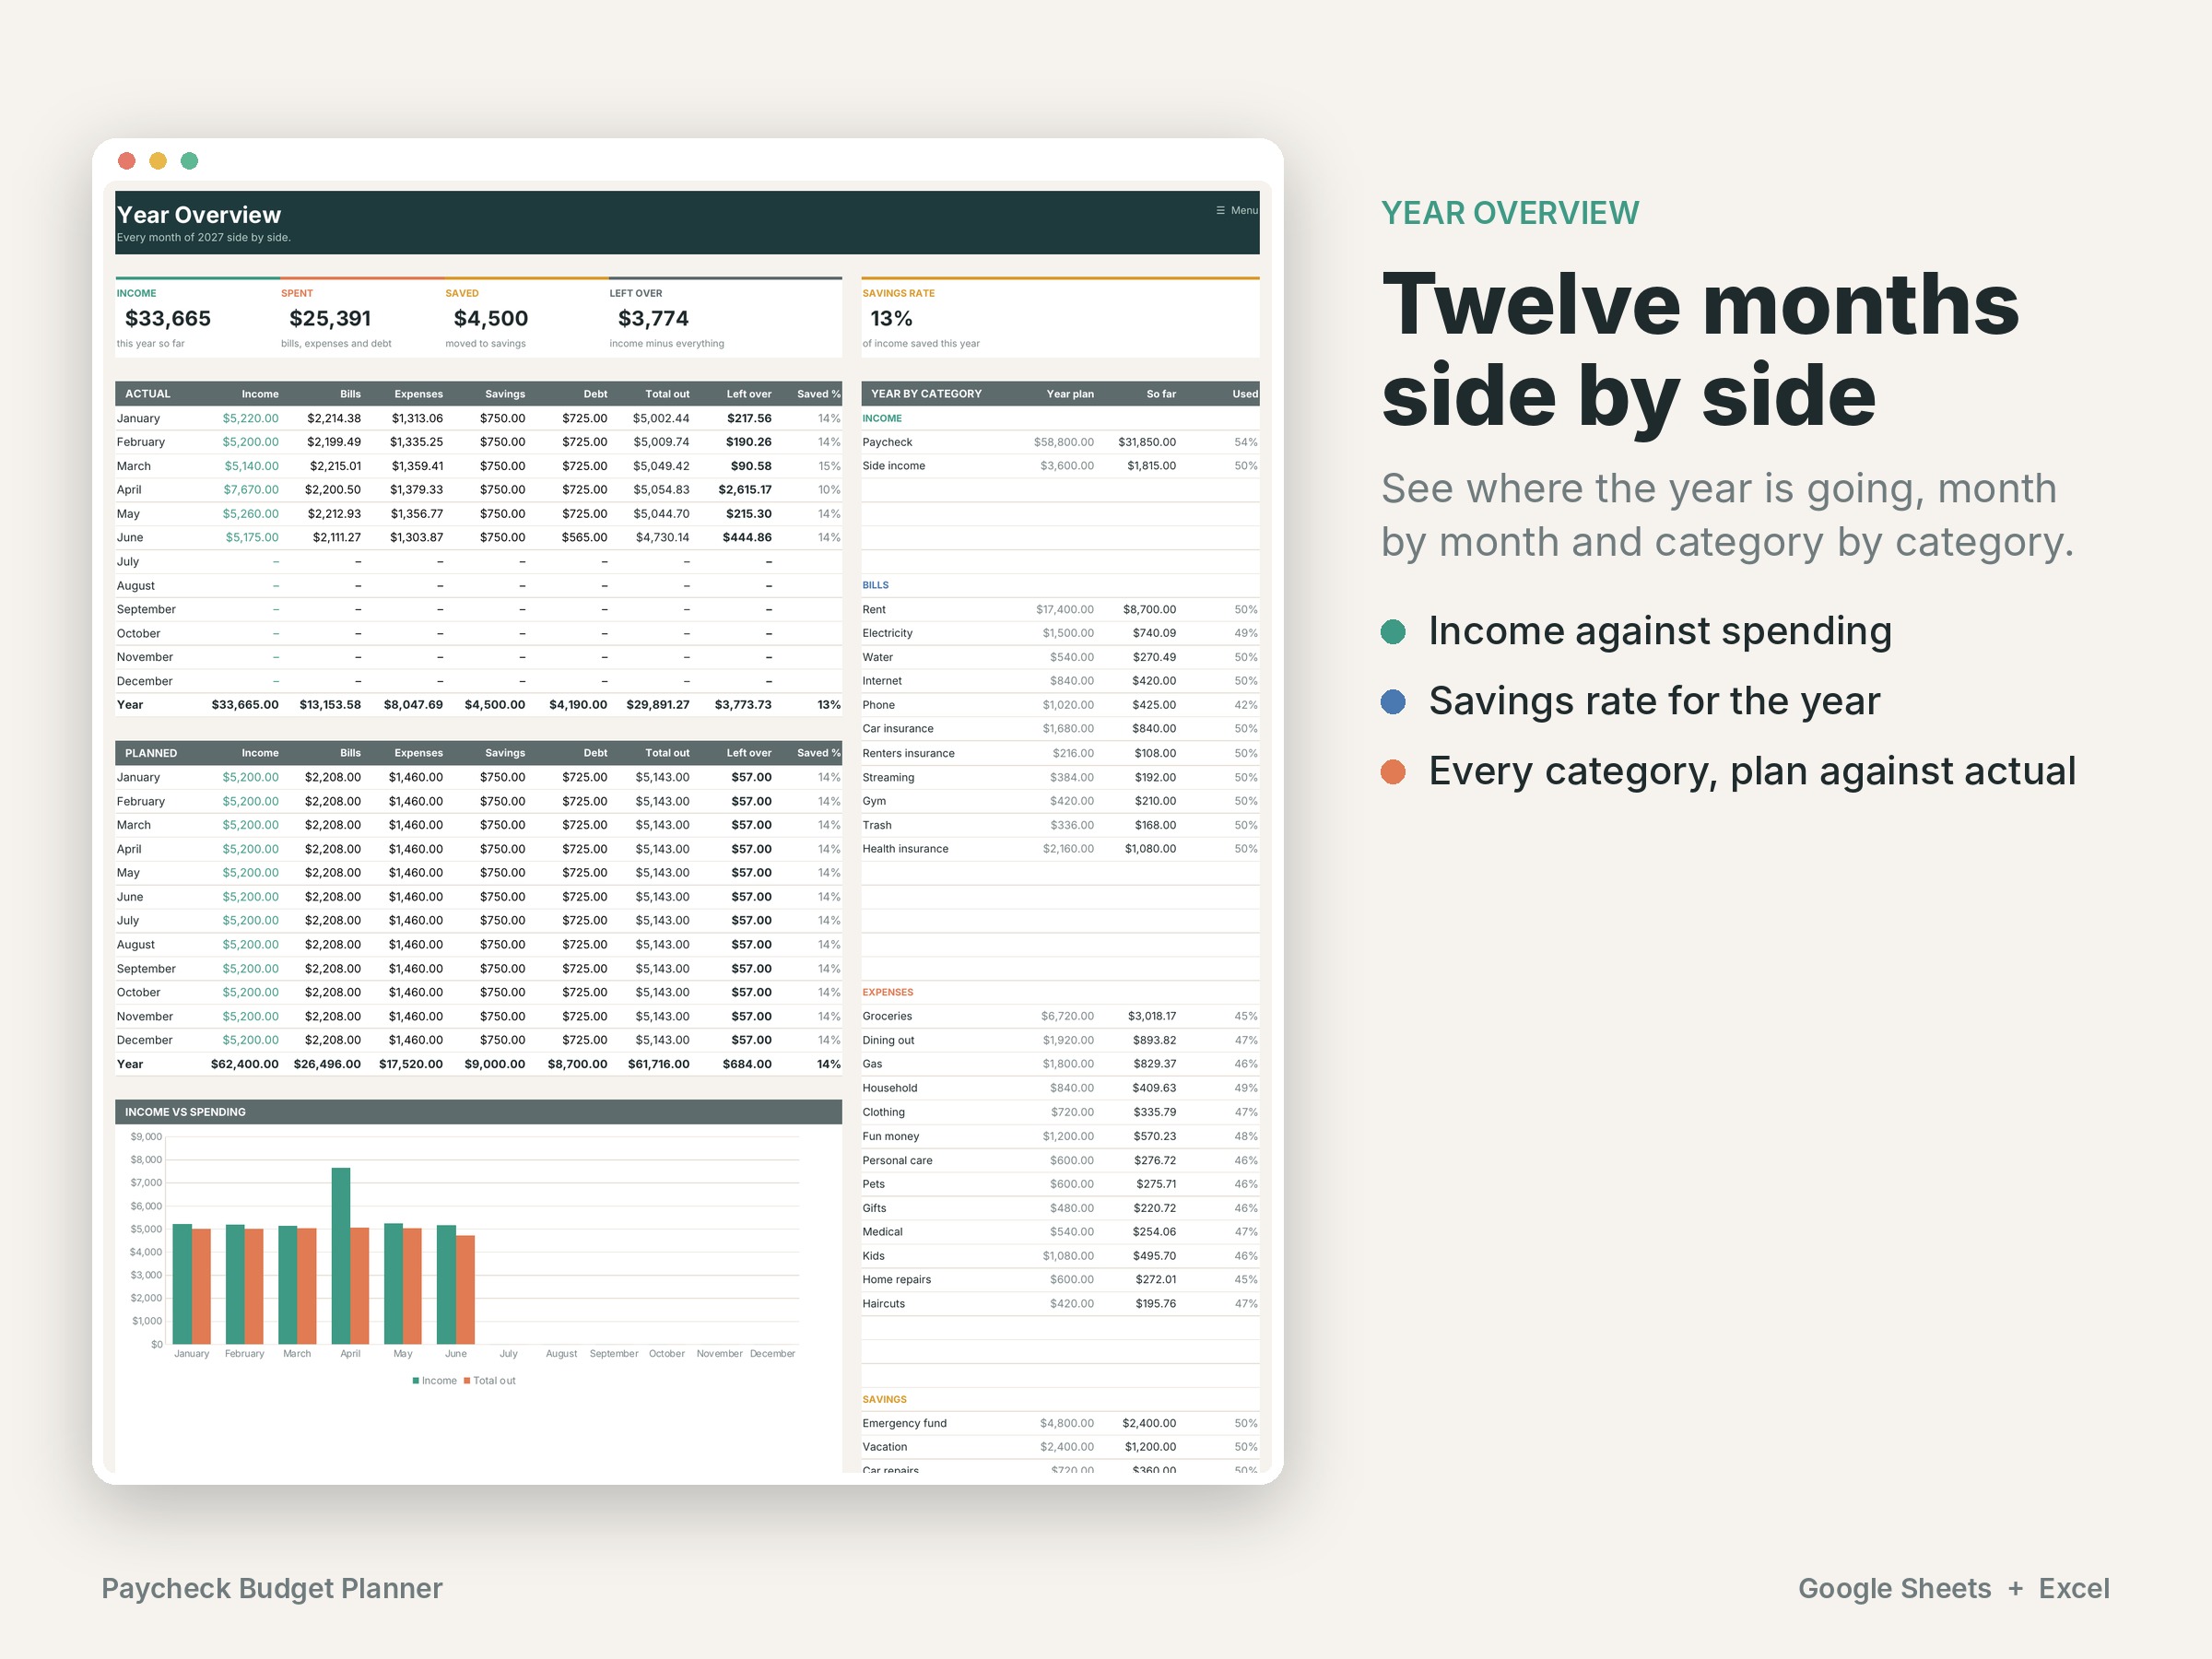 Year Overview
Every month of 2027 side by side.
☰ Menu
INCOME SPENT SAVED LEFT OVER
$33,665 $25,391 $4,500 $3,774
this year so far bills, expenses and debt moved to savings income minus everything
SAVINGS RATE
13%
of income saved this year
ACTUAL Income Bills Expenses Savings Debt Total out Left over Saved %
January $5,220.00 $2,214.38 $1,313.06 $750.00 $725.00 $5,002.44 $217.56 14%
February $5,200.00 $2,199.49 $1,335.25 $750.00 $725.00 $5,009.74 $190.26 14%
March $5,140.00 $2,215.01 $1,359.41 $750.00 $725.00 $5,049.42 $90.58 15%
April $7,670.00 $2,200.50 $1,379.33 $750.00 $725.00 $5,054.83 $2,615.17 10%
May $5,260.00 $2,212.93 $1,356.77 $750.00 $725.00 $5,044.70 $215.30 14%
June $5,175.00 $2,111.27 $1,303.87 $750.00 $565.00 $4,730.14 $444.86 14%
July – – – – – – –
August – – – – – – –
September – – – – – – –
October – – – – – – –
November – – – – – – –
December – – – – – – –
Year $33,665.00 $13,153.58 $8,047.69 $4,500.00 $4,190.00 $29,891.27 $3,773.73 13%
PLANNED Income Bills Expenses Savings Debt Total out Left over Saved %
January $5,200.00 $2,208.00 $1,460.00 $750.00 $725.00 $5,143.00 $57.00 14%
February $5,200.00 $2,208.00 $1,460.00 $750.00 $725.00 $5,143.00 $57.00 14%
March $5,200.00 $2,208.00 $1,460.00 $750.00 $725.00 $5,143.00 $57.00 14%
April $5,200.00 $2,208.00 $1,460.00 $750.00 $725.00 $5,143.00 $57.00 14%
May $5,200.00 $2,208.00 $1,460.00 $750.00 $725.00 $5,143.00 $57.00 14%
June $5,200.00 $2,208.00 $1,460.00 $750.00 $725.00 $5,143.00 $57.00 14%
July $5,200.00 $2,208.00 $1,460.00 $750.00 $725.00 $5,143.00 $57.00 14%
August $5,200.00 $2,208.00 $1,460.00 $750.00 $725.00 $5,143.00 $57.00 14%
September $5,200.00 $2,208.00 $1,460.00 $750.00 $725.00 $5,143.00 $57.00 14%
October $5,200.00 $2,208.00 $1,460.00 $750.00 $725.00 $5,143.00 $57.00 14%
November $5,200.00 $2,208.00 $1,460.00 $750.00 $725.00 $5,143.00 $57.00 14%
December $5,200.00 $2,208.00 $1,460.00 $750.00 $725.00 $5,143.00 $57.00 14%
Year $62,400.00 $26,496.00 $17,520.00 $9,000.00 $8,700.00 $61,716.00 $684.00 14%
INCOME VS SPENDING
$9,000
$8,000
$7,000
$6,000
$5,000
$4,000
$3,000
$2,000
$1,000
$0
January February March April May June July August September October November December
Income Total out
YEAR BY CATEGORY Year plan So far Used
INCOME
Paycheck $58,800.00 $31,850.00 54%
Side income $3,600.00 $1,815.00 50%
BILLS
Rent $17,400.00 $8,700.00 50%
Electricity $1,500.00 $740.09 49%
Water $540.00 $270.49 50%
Internet $840.00 $420.00 50%
Phone $1,020.00 $425.00 42%
Car insurance $1,680.00 $840.00 50%
Renters insurance $216.00 $108.00 50%
Streaming $384.00 $192.00 50%
Gym $420.00 $210.00 50%
Trash $336.00 $168.00 50%
Health insurance $2,160.00 $1,080.00 50%
EXPENSES
Groceries $6,720.00 $3,018.17 45%
Dining out $1,920.00 $893.82 47%
Gas $1,800.00 $829.37 46%
Household $840.00 $409.63 49%
Clothing $720.00 $335.79 47%
Fun money $1,200.00 $570.23 48%
Personal care $600.00 $276.72 46%
Pets $600.00 $275.71 46%
Gifts $480.00 $220.72 46%
Medical $540.00 $254.06 47%
Kids $1,080.00 $495.70 46%
Home repairs $600.00 $272.01 45%
Haircuts $420.00 $195.76 47%
SAVINGS
Emergency fund $4,800.00 $2,400.00 50%
Vacation $2,400.00 $1,200.00 50%
Car repairs $720.00 $360.00 50%
YEAR OVERVIEW
Twelve months
side by side
See where the year is going, month
by month and category by category.
Income against spending
Savings rate for the year
Every category, plan against actual
Paycheck Budget Planner
Google Sheets + Excel